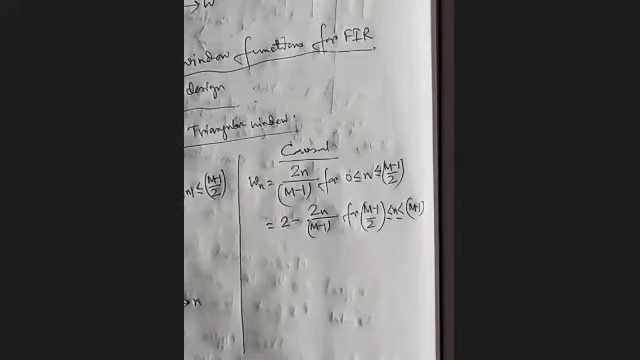 → W
window functions for FIR
design
Triangular window:
Causal
n| ≤ (M-1)/2
Wn = 2n/(M-1) for 0 ≤ n ≤ (M-1)/2
= 2 - 2n/(M-1) for (M-1)/2 ≤ n ≤ (M-1)
→ n